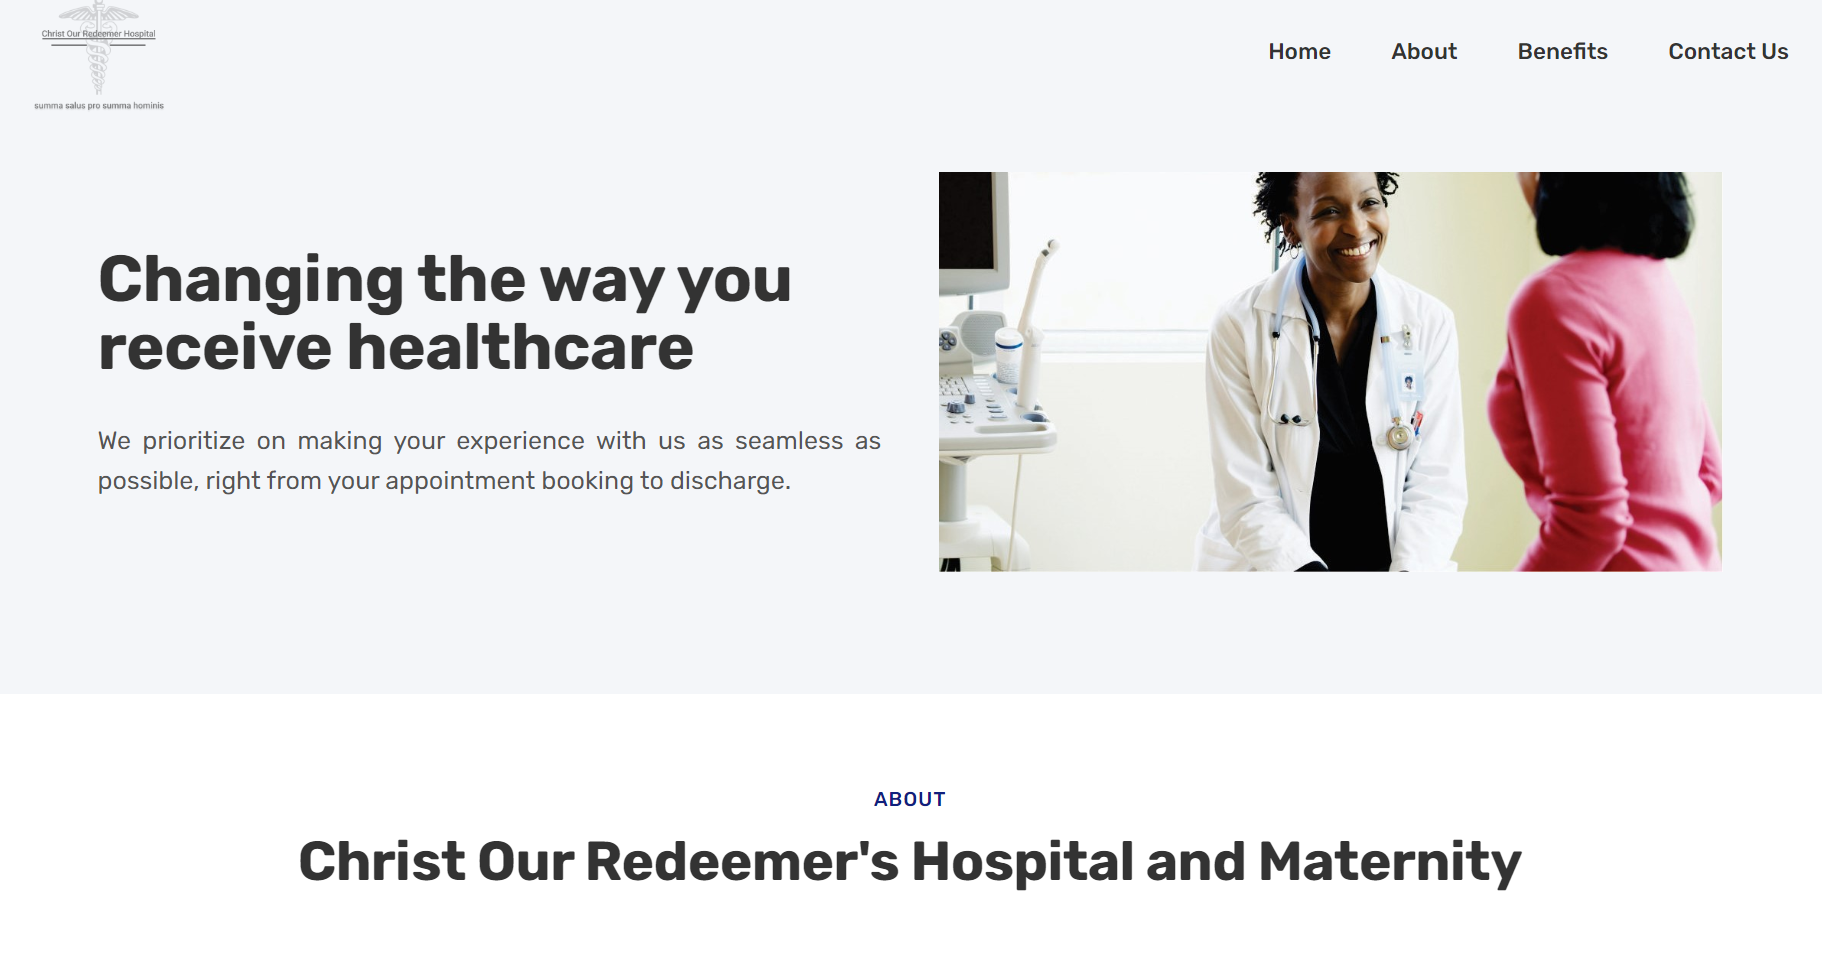 Christ Our Redeemer Hospital
summa salus pro summa hominis
Home
About
Benefits
Contact Us
Changing the way you
receive healthcare
We prioritize on making your experience with us as seamless as
possible, right from your appointment booking to discharge.
ABOUT
Christ Our Redeemer's Hospital and Maternity